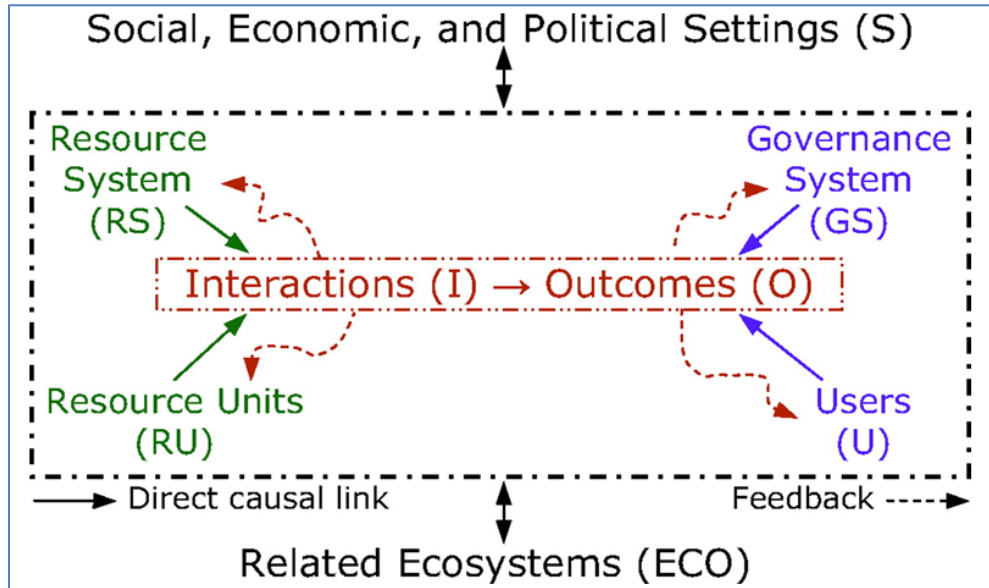 Social, Economic, and Political Settings (S)
Resource
System
(RS)
Governance
System
(GS)
Interactions (I) → Outcomes (O)
Resource Units
(RU)
Users
(U)
Direct causal link
Feedback
Related Ecosystems (ECO)